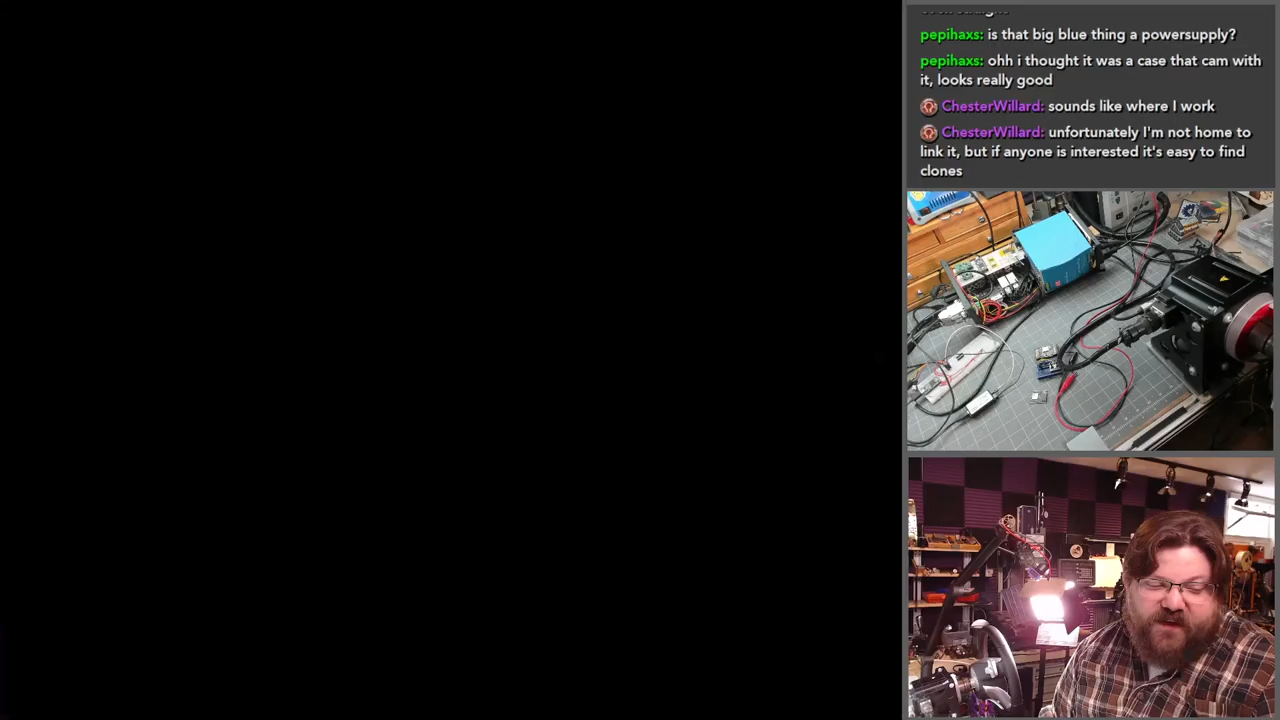 pepihaxs: is that big blue thing a powersupply?
pepihaxs: ohh i thought it was a case that cam with
it, looks really good
ChesterWillard: sounds like where I work
ChesterWillard: unfortunately I'm not home to
link it, but if anyone is interested it's easy to find
clones